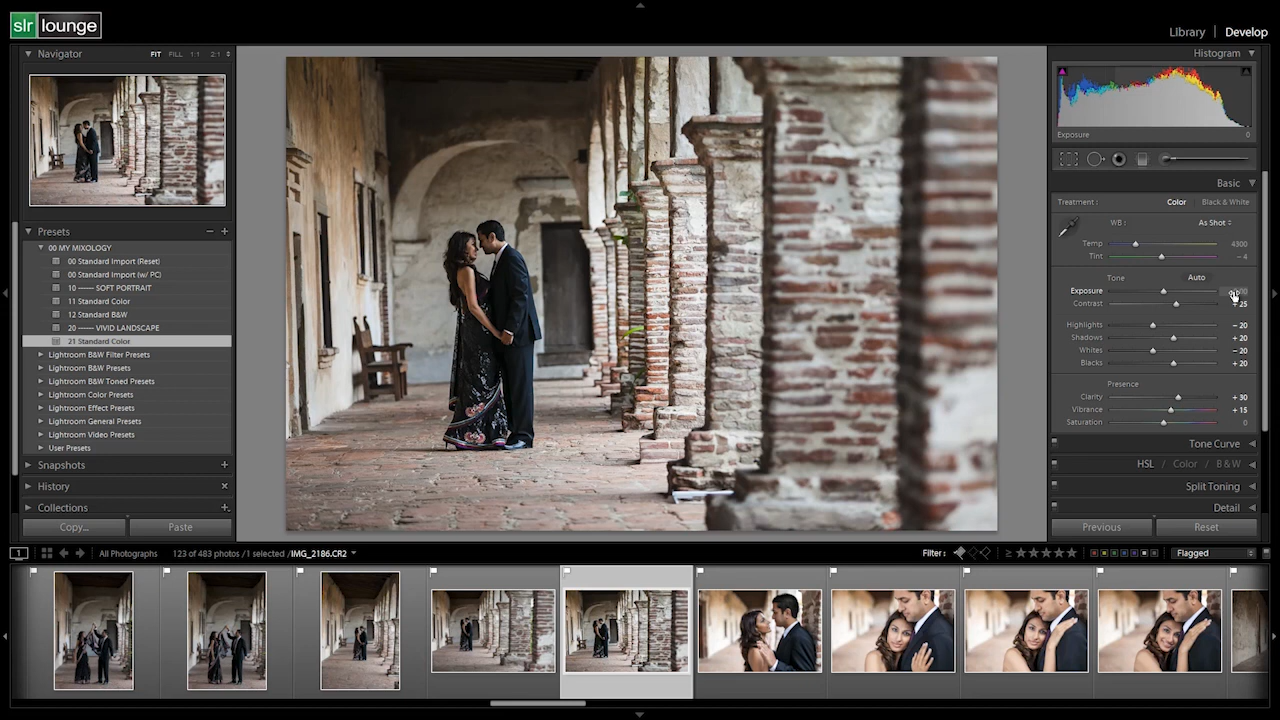 slr lounge
Library | Develop
Navigator FIT FILL 1:1 2:1
Histogram
Exposure 0
Presets
00 MY MIXOLOGY
00 Standard Import (Reset)
00 Standard Import (w/ PC)
10 —— SOFT PORTRAIT
11 Standard Color
12 Standard B&W
20 —— VIVID LANDSCAPE
21 Standard Color
Lightroom B&W Filter Presets
Lightroom B&W Presets
Lightroom B&W Toned Presets
Lightroom Color Presets
Lightroom Effect Presets
Lightroom General Presets
Lightroom Video Presets
User Presets
Snapshots
History
Collections
Copy... Paste
Basic
Treatment : Color Black & White
WB : As Shot
Temp 4300
Tint – 4
Tone Auto
Exposure
Contrast + 25
Highlights – 20
Shadows + 20
Whites – 20
Blacks + 20
Presence
Clarity + 30
Vibrance + 15
Saturation 0
Tone Curve
HSL / Color / B & W
Split Toning
Detail
Previous Reset
1 All Photographs 123 of 483 photos / 1 selected / IMG_2186.CR2 Filter : ≥ Flagged